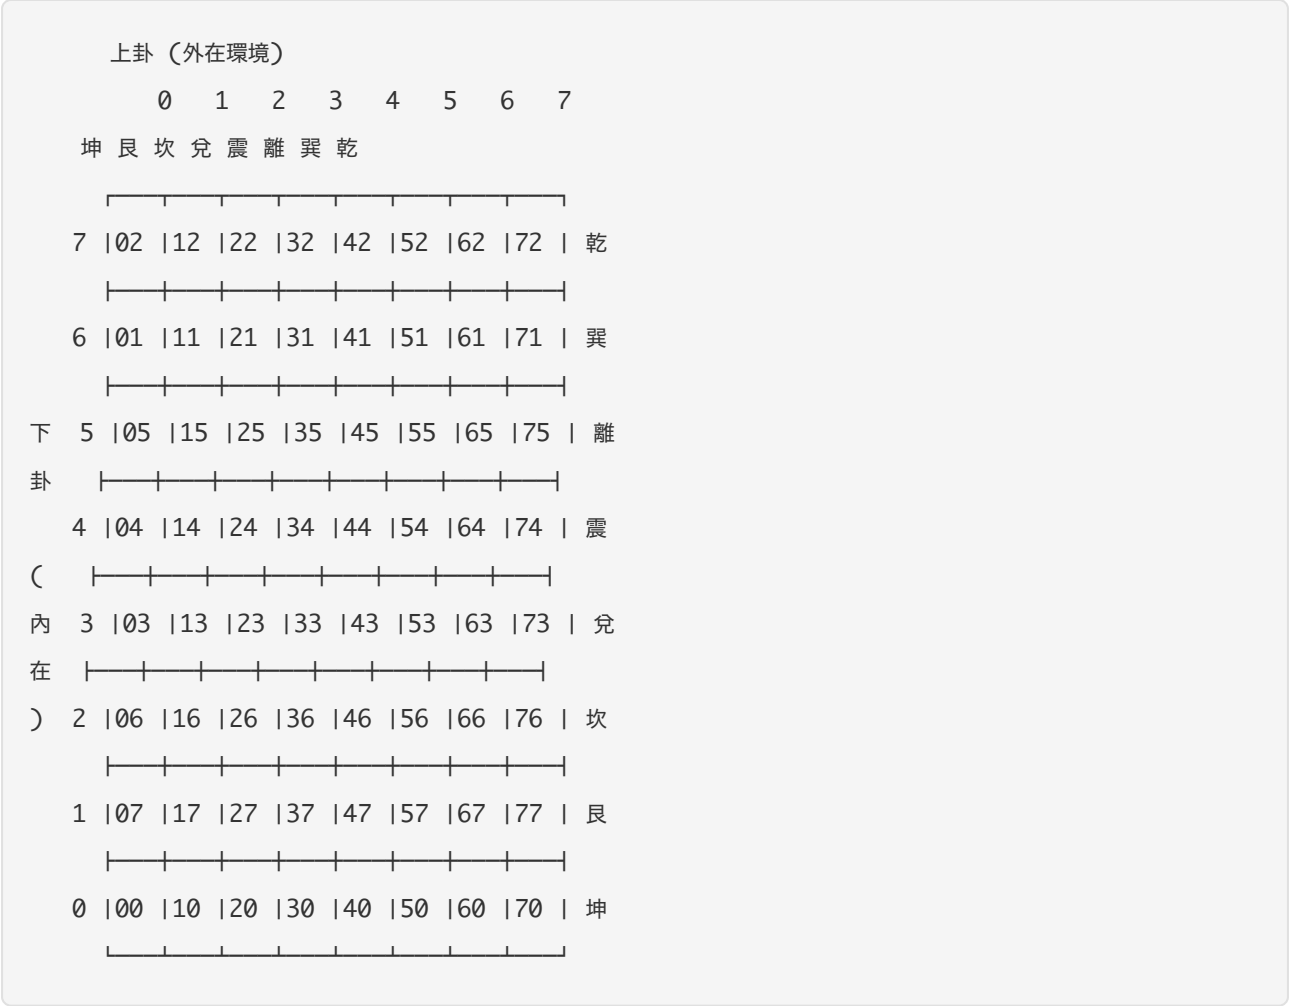 上卦 (外在環境)
0 1 2 3 4 5 6 7
坤 艮 坎 兌 震 離 巽 乾
┌───┬───┬───┬───┬───┬───┬───┬───┐
7 |02 |12 |22 |32 |42 |52 |62 |72 | 乾
├───┼───┼───┼───┼───┼───┼───┼───┤
6 |01 |11 |21 |31 |41 |51 |61 |71 | 巽
├───┼───┼───┼───┼───┼───┼───┼───┤
下 5 |05 |15 |25 |35 |45 |55 |65 |75 | 離
卦 ├───┼───┼───┼───┼───┼───┼───┼───┤
4 |04 |14 |24 |34 |44 |54 |64 |74 | 震
( ├───┼───┼───┼───┼───┼───┼───┼───┤
內 3 |03 |13 |23 |33 |43 |53 |63 |73 | 兌
在 ├───┼───┼───┼───┼───┼───┼───┼───┤
) 2 |06 |16 |26 |36 |46 |56 |66 |76 | 坎
├───┼───┼───┼───┼───┼───┼───┼───┤
1 |07 |17 |27 |37 |47 |57 |67 |77 | 艮
├───┼───┼───┼───┼───┼───┼───┼───┤
0 |00 |10 |20 |30 |40 |50 |60 |70 | 坤
└───┴───┴───┴───┴───┴───┴───┴───┘